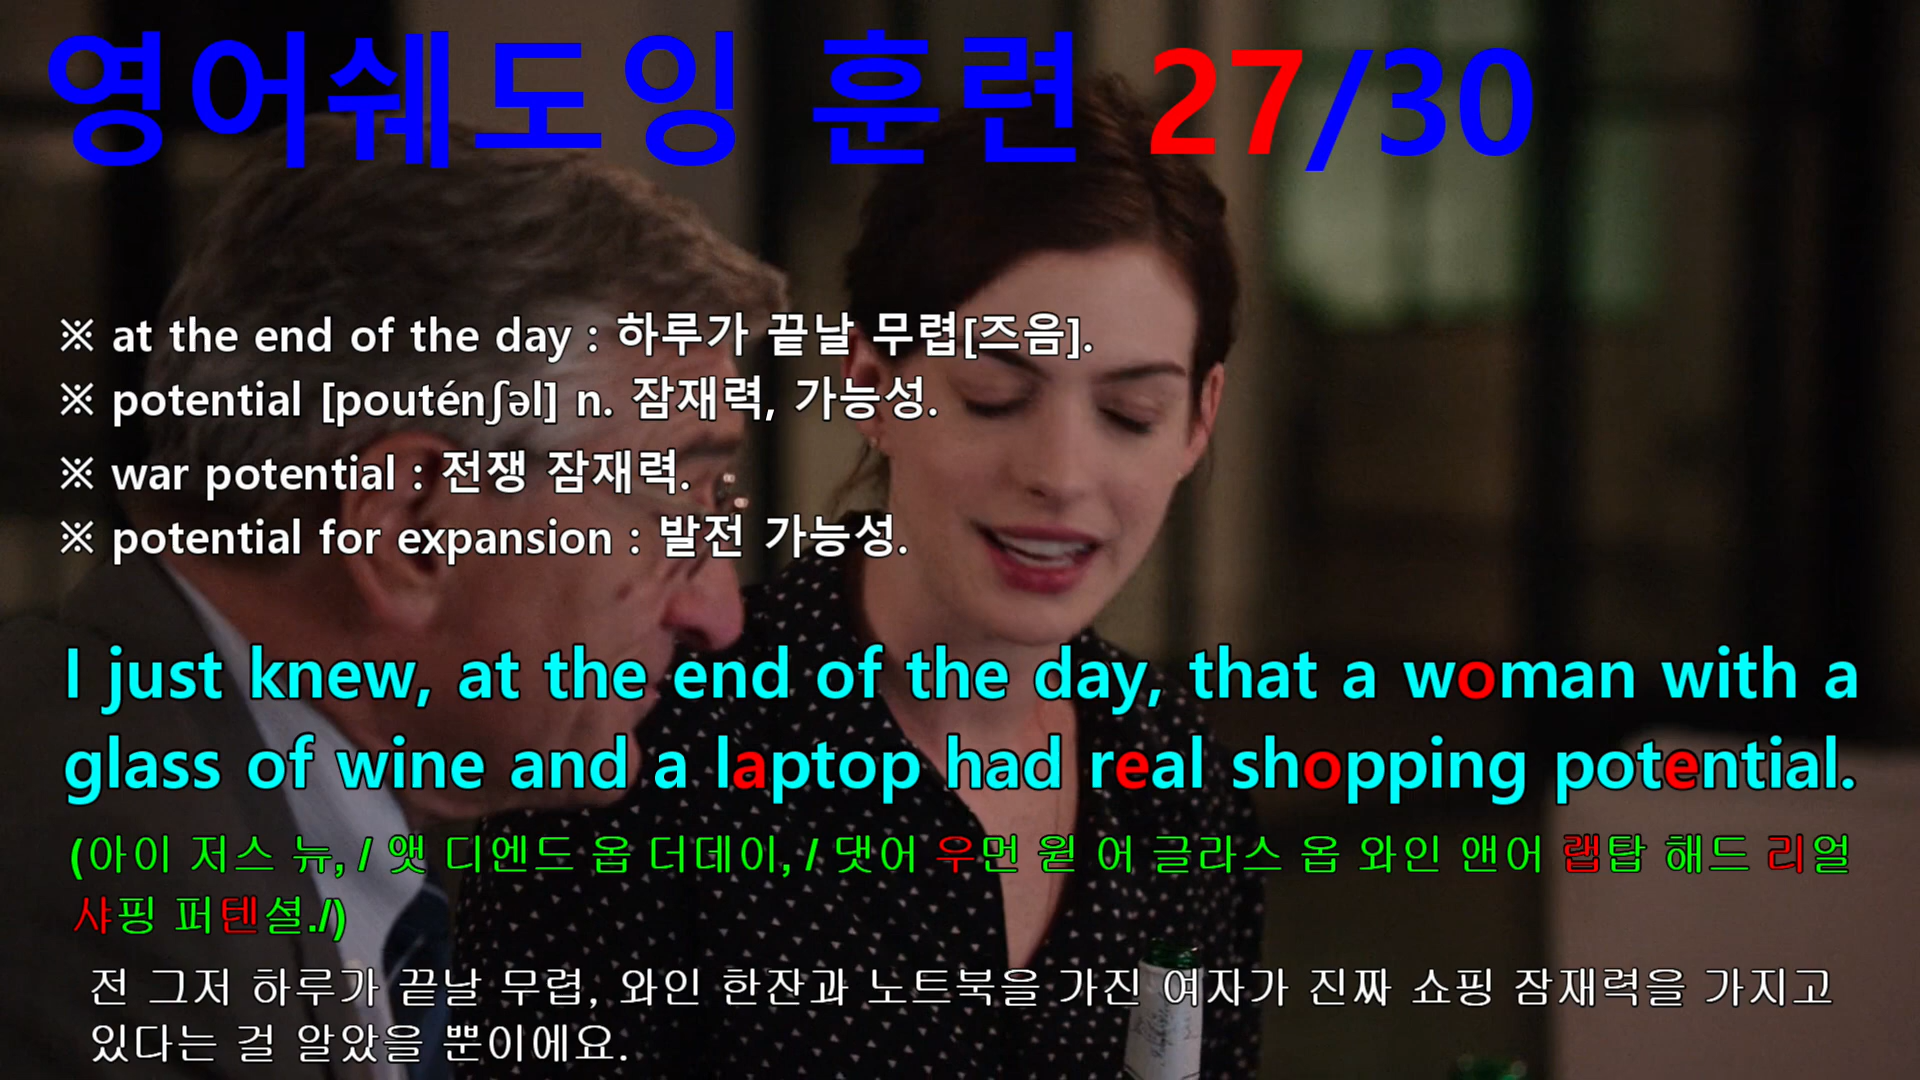 영어쉐도잉 훈련 27/30
※ at the end of the day : 하루가 끝날 무렵[즈음].
※ potential [pouténʃəl] n. 잠재력, 가능성.
※ war potential : 전쟁 잠재력.
※ potential for expansion : 발전 가능성.
I just knew, at the end of the day, that a woman with a
glass of wine and a laptop had real shopping potential.
(아이 저스 뉴, / 앳 디엔드 옵 더데이, / 댓어 우먼 윋 어 글라스 옵 와인 앤어 랩탑 해드 리얼
샤핑 퍼텐셜./)
전 그저 하루가 끝날 무렵, 와인 한잔과 노트북을 가진 여자가 진짜 쇼핑 잠재력을 가지고
있다는 걸 알았을 뿐이에요.